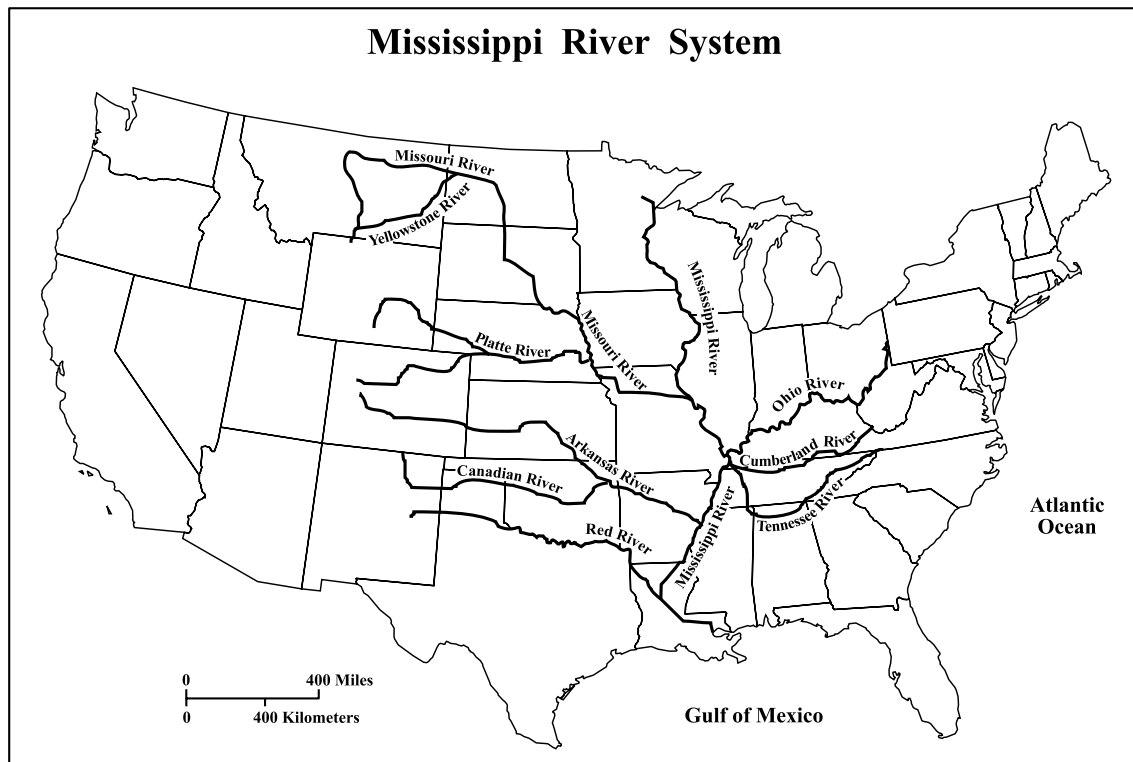 Mississippi River System
Missouri River
Yellowstone River
Mississippi River
Missouri River
Platte River
Ohio River
Cumberland River
Arkansas River
Canadian River
Tennessee River
Mississippi River
Red River
Atlantic
Ocean
0 400 Miles
0 400 Kilometers
Gulf of Mexico